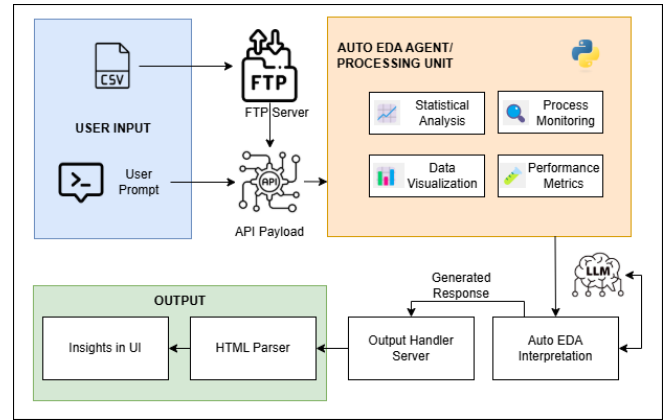 CSV
USER INPUT
User
Prompt
FTP
FTP Server
API
API Payload
AUTO EDA AGENT/
PROCESSING UNIT
Statistical
Analysis
Process
Monitoring
Data
Visualization
Performance
Metrics
LLM
Generated
Response
OUTPUT
Insights in UI
HTML Parser
Output Handler
Server
Auto EDA
Interpretation